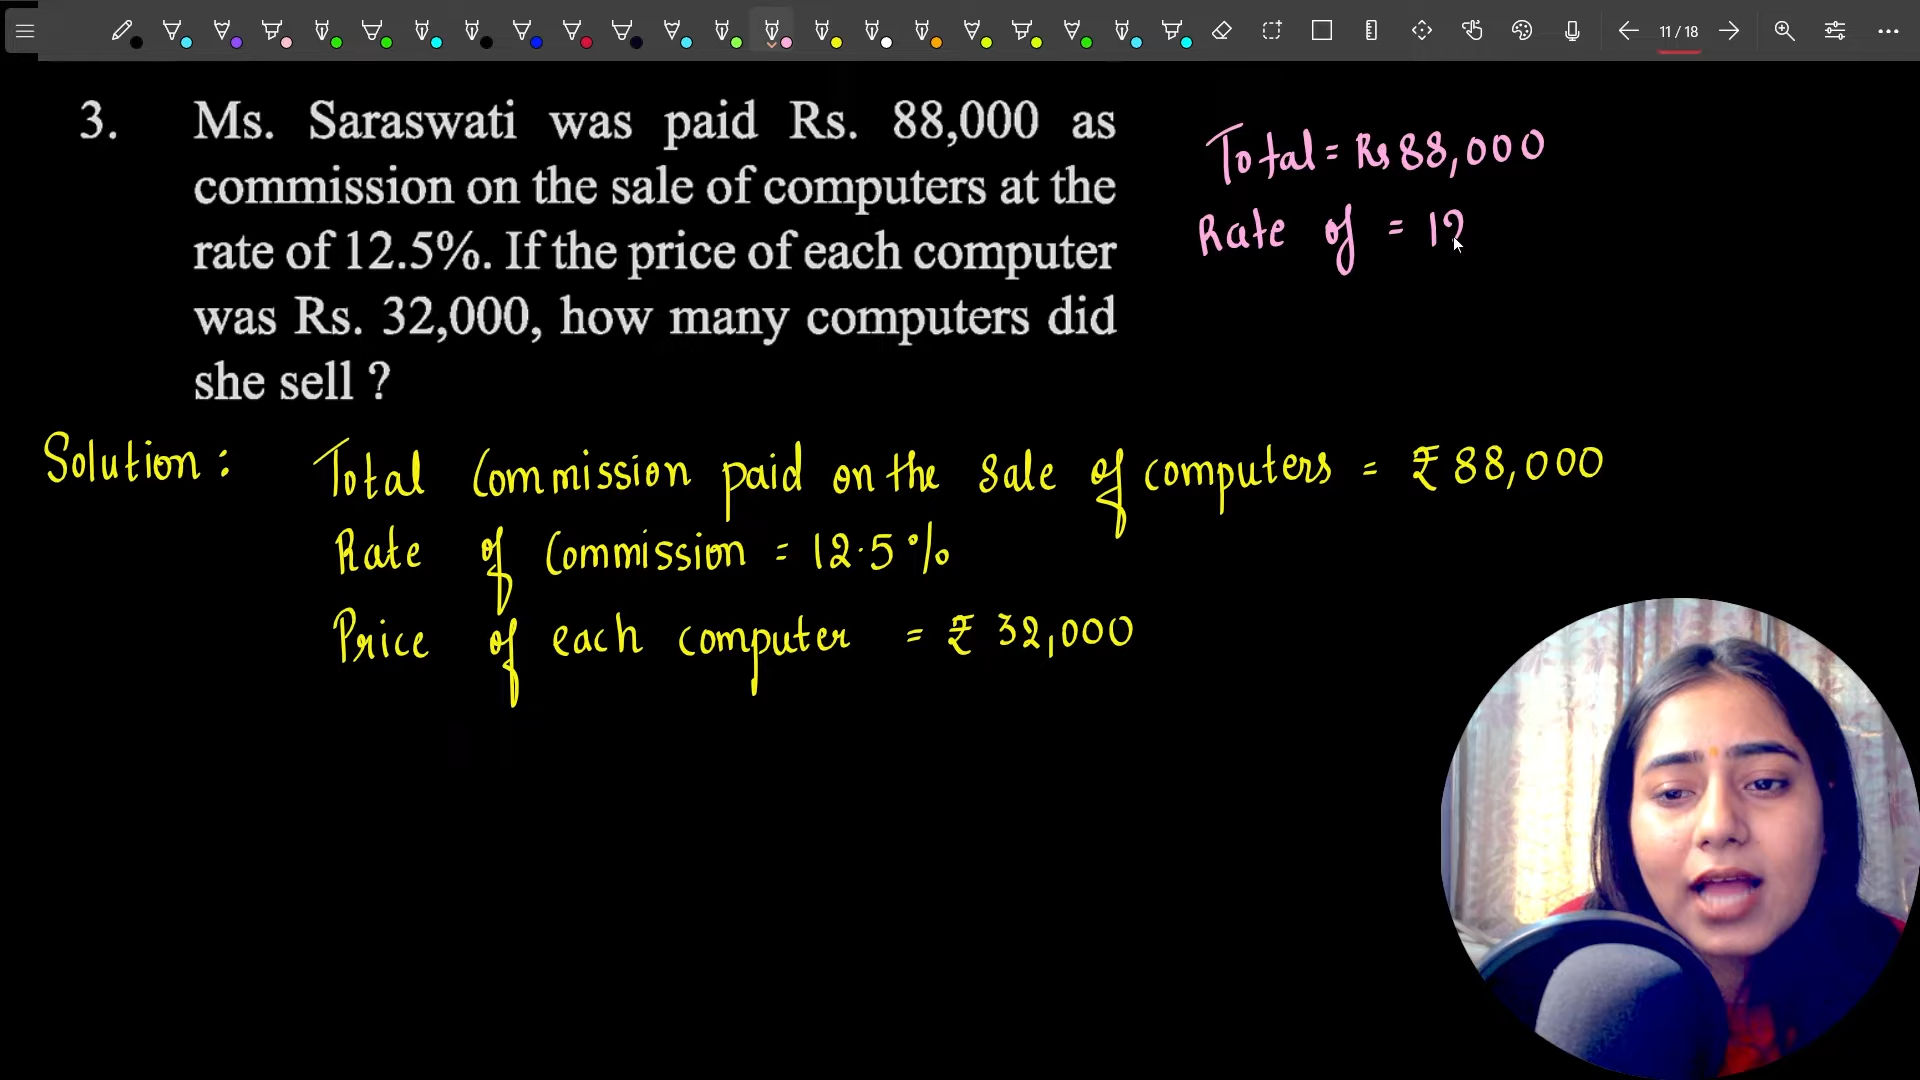 11 / 18
3. Ms. Saraswati was paid Rs. 88,000 as
commission on the sale of computers at the
rate of 12.5%. If the price of each computer
was Rs. 32,000, how many computers did
she sell ?
Total = Rs 88,000
Rate of = 12
Solution : Total Commission paid on the sale of computers = ₹ 88,000
Rate of Commission = 12.5 %
Price of each computer = ₹ 32,000